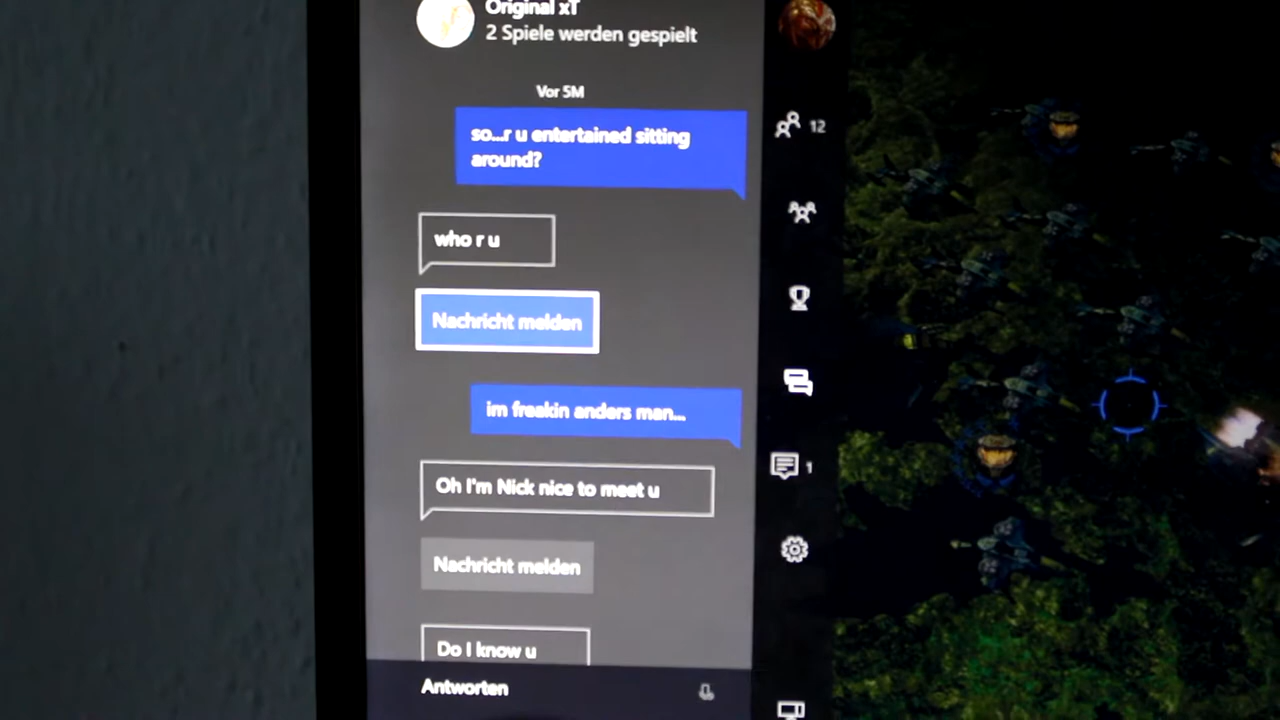 Original xT
2 Spiele werden gespielt
Vor 5M
so...r u entertained sitting
around?
12
who r u
Nachricht melden
im freakin anders man...
1
Oh I'm Nick nice to meet u
Nachricht melden
Do I know u
Antworten